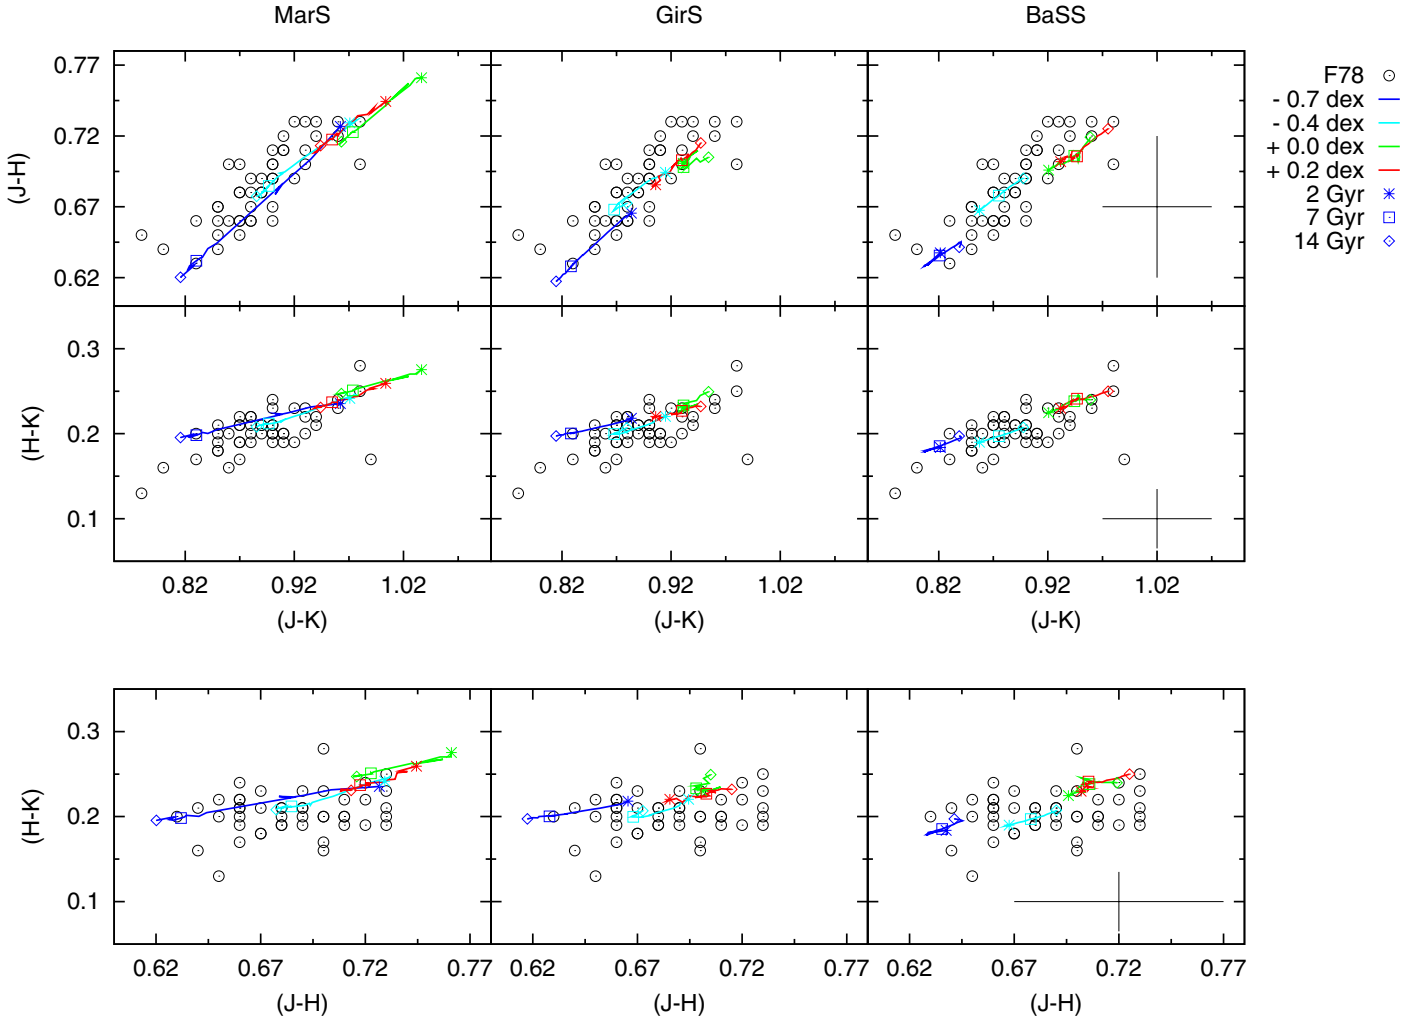 MarS GirS BaSS
0.77
0.72
0.67
0.62
(J-H)
F78
- 0.7 dex
- 0.4 dex
+ 0.0 dex
+ 0.2 dex
2 Gyr
7 Gyr
14 Gyr
0.3
0.2
0.1
(H-K)
0.82 0.92 1.02 0.82 0.92 1.02 0.82 0.92 1.02
(J-K) (J-K) (J-K)
0.3
0.2
0.1
(H-K)
0.62 0.67 0.72 0.77 0.62 0.67 0.72 0.62 0.67 0.72 0.77
(J-H) (J-H) (J-H)